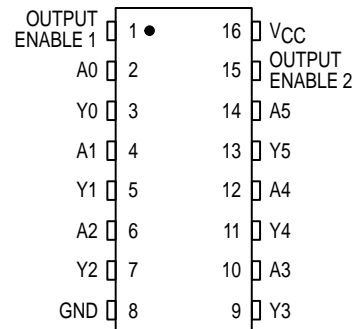 OUTPUT
ENABLE 1 1 16 VCC
A0 2 15 OUTPUT
ENABLE 2
Y0 3 14 A5
A1 4 13 Y5
Y1 5 12 A4
A2 6 11 Y4
Y2 7 10 A3
GND 8 9 Y3